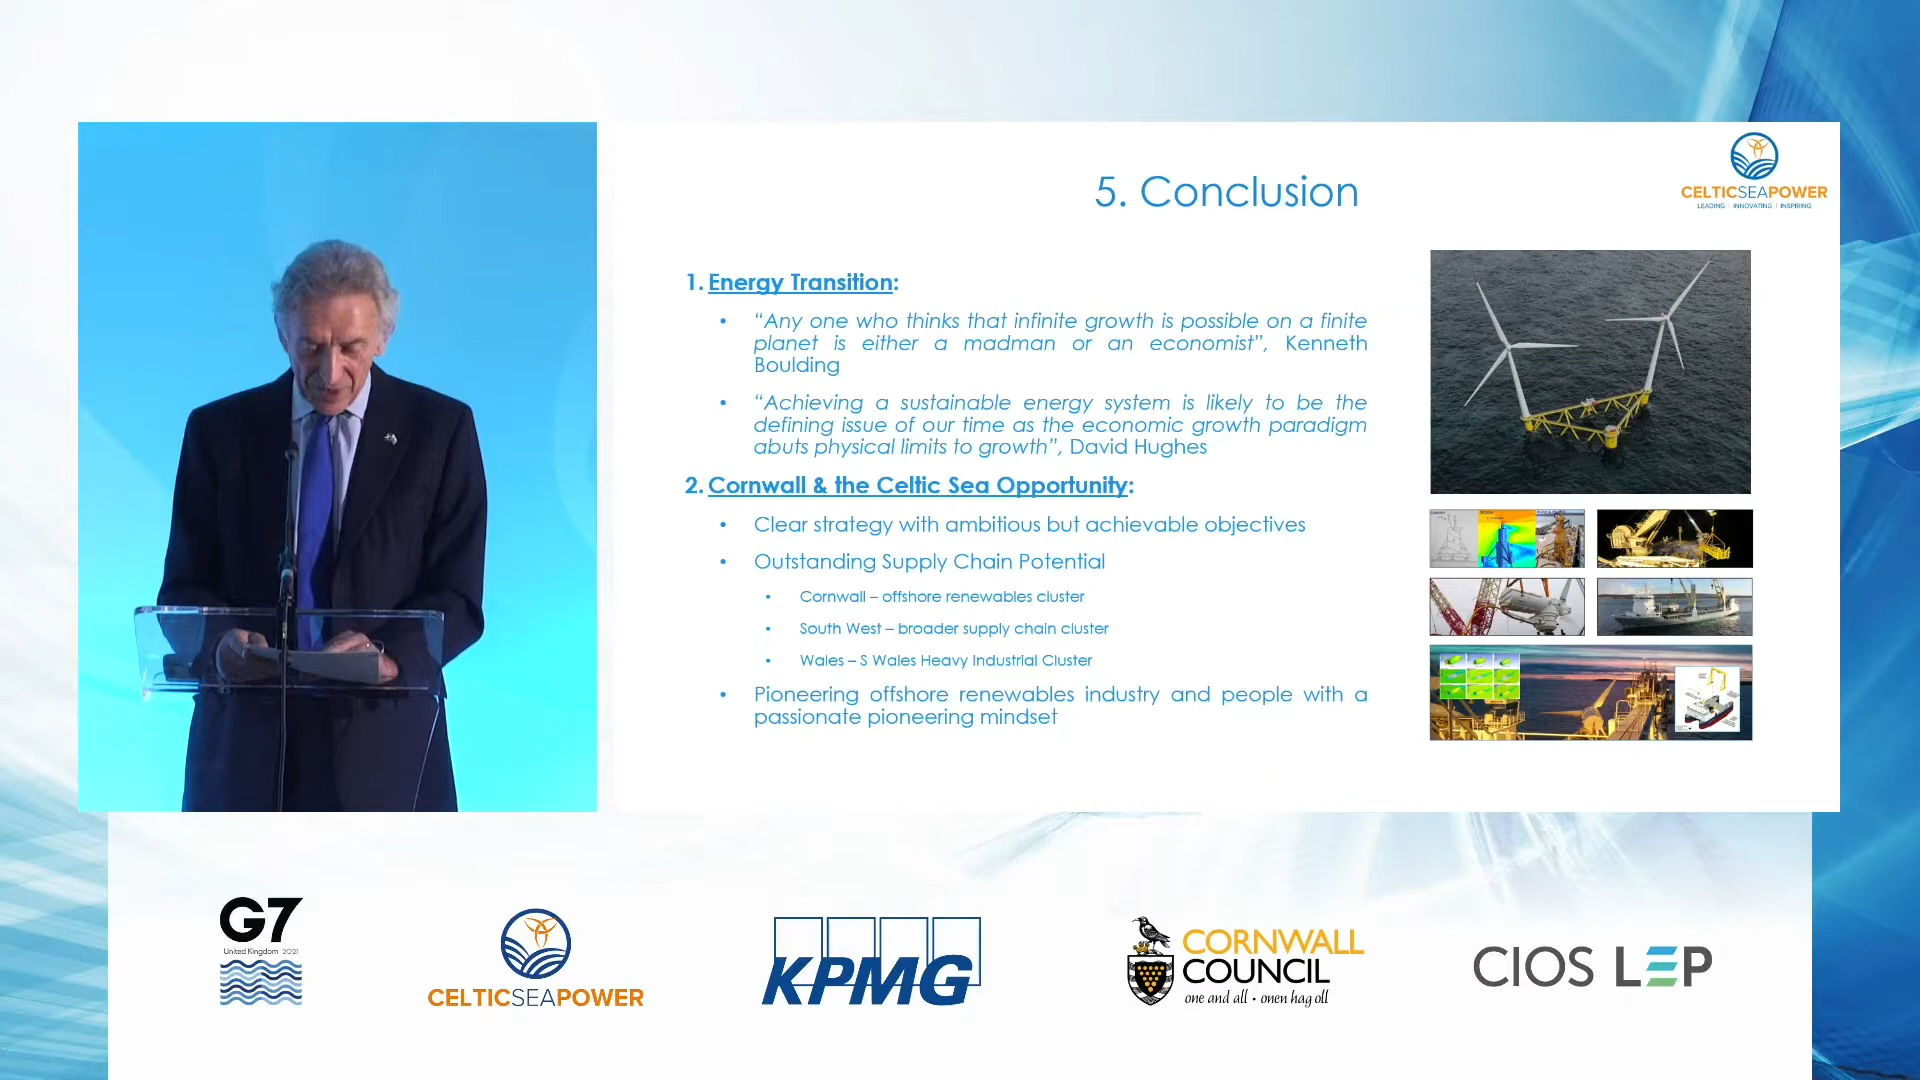 5. Conclusion
CELTICSEAPOWER
LEADING | INNOVATING | INSPIRING
1. Energy Transition:
• “Any one who thinks that infinite growth is possible on a finite
planet is either a madman or an economist”, Kenneth
Boulding
• “Achieving a sustainable energy system is likely to be the
defining issue of our time as the economic growth paradigm
abuts physical limits to growth”, David Hughes
2. Cornwall & the Celtic Sea Opportunity:
• Clear strategy with ambitious but achievable objectives
• Outstanding Supply Chain Potential
• Cornwall – offshore renewables cluster
• South West – broader supply chain cluster
• Wales – S Wales Heavy Industrial Cluster
• Pioneering offshore renewables industry and people with a
passionate pioneering mindset
G7
United Kingdom 2021
CELTICSEAPOWER
KPMG
CORNWALL
COUNCIL
one and all • onen hag oll
CIOS LEP